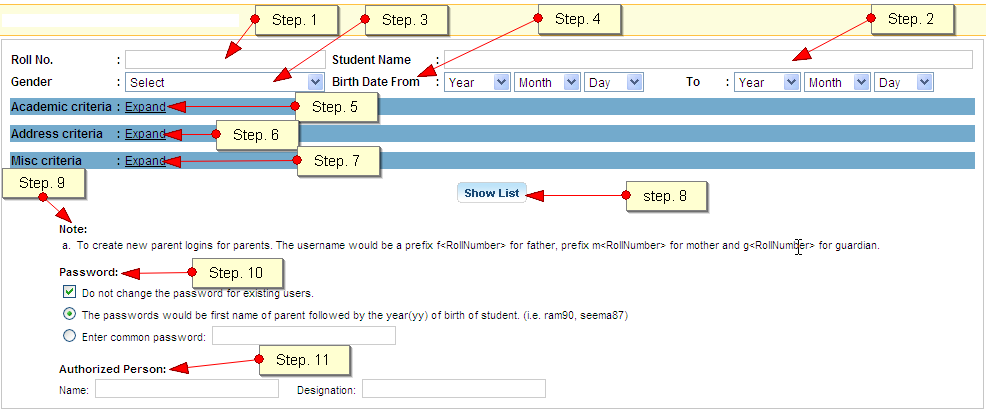 Step. 1 Step. 3 Step. 4 Step. 2
Roll No. : Student Name :
Gender : Select Birth Date From : Year Month Day To : Year Month Day
Academic criteria : Expand Step. 5
Address criteria : Expand Step. 6
Misc criteria : Expand Step. 7
Step. 9
Show List step. 8
Note:
a. To create new parent logins for parents. The username would be a prefix f<RollNumber> for father, prefix m<RollNumber> for mother and g<RollNumber> for guardian.
Password: Step. 10
Do not change the password for existing users.
The passwords would be first name of parent followed by the year(yy) of birth of student. (i.e. ram90, seema87)
Enter common password:
Step. 11
Authorized Person:
Name: Designation: